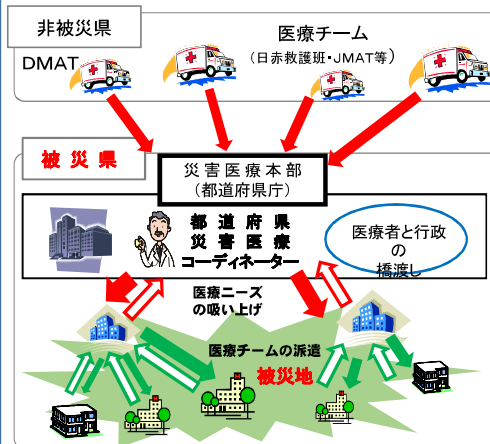 非被災県
医療チーム
(日赤救護班・JMAT等)
DMAT
被災県
災害医療本部
(都道府県庁)
都道府県
災害医療
コーディネーター
医療者と行政
の
橋渡し
医療ニーズ
の吸い上げ
医療チームの派遣
被災地